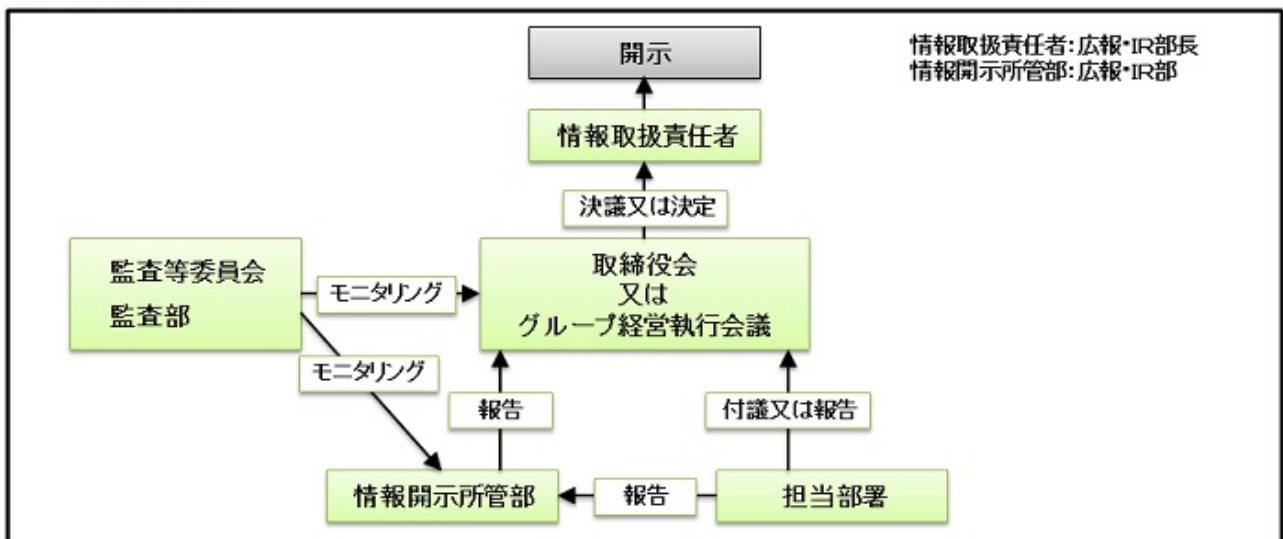 開示
情報取扱責任者:広報・IR部長
情報開示所管部:広報・IR部
情報取扱責任者
決議又は決定
監査等委員会
監査部
モニタリング
取締役会
又は
グループ経営執行会議
モニタリング
報告
付議又は報告
情報開示所管部
報告
担当部署